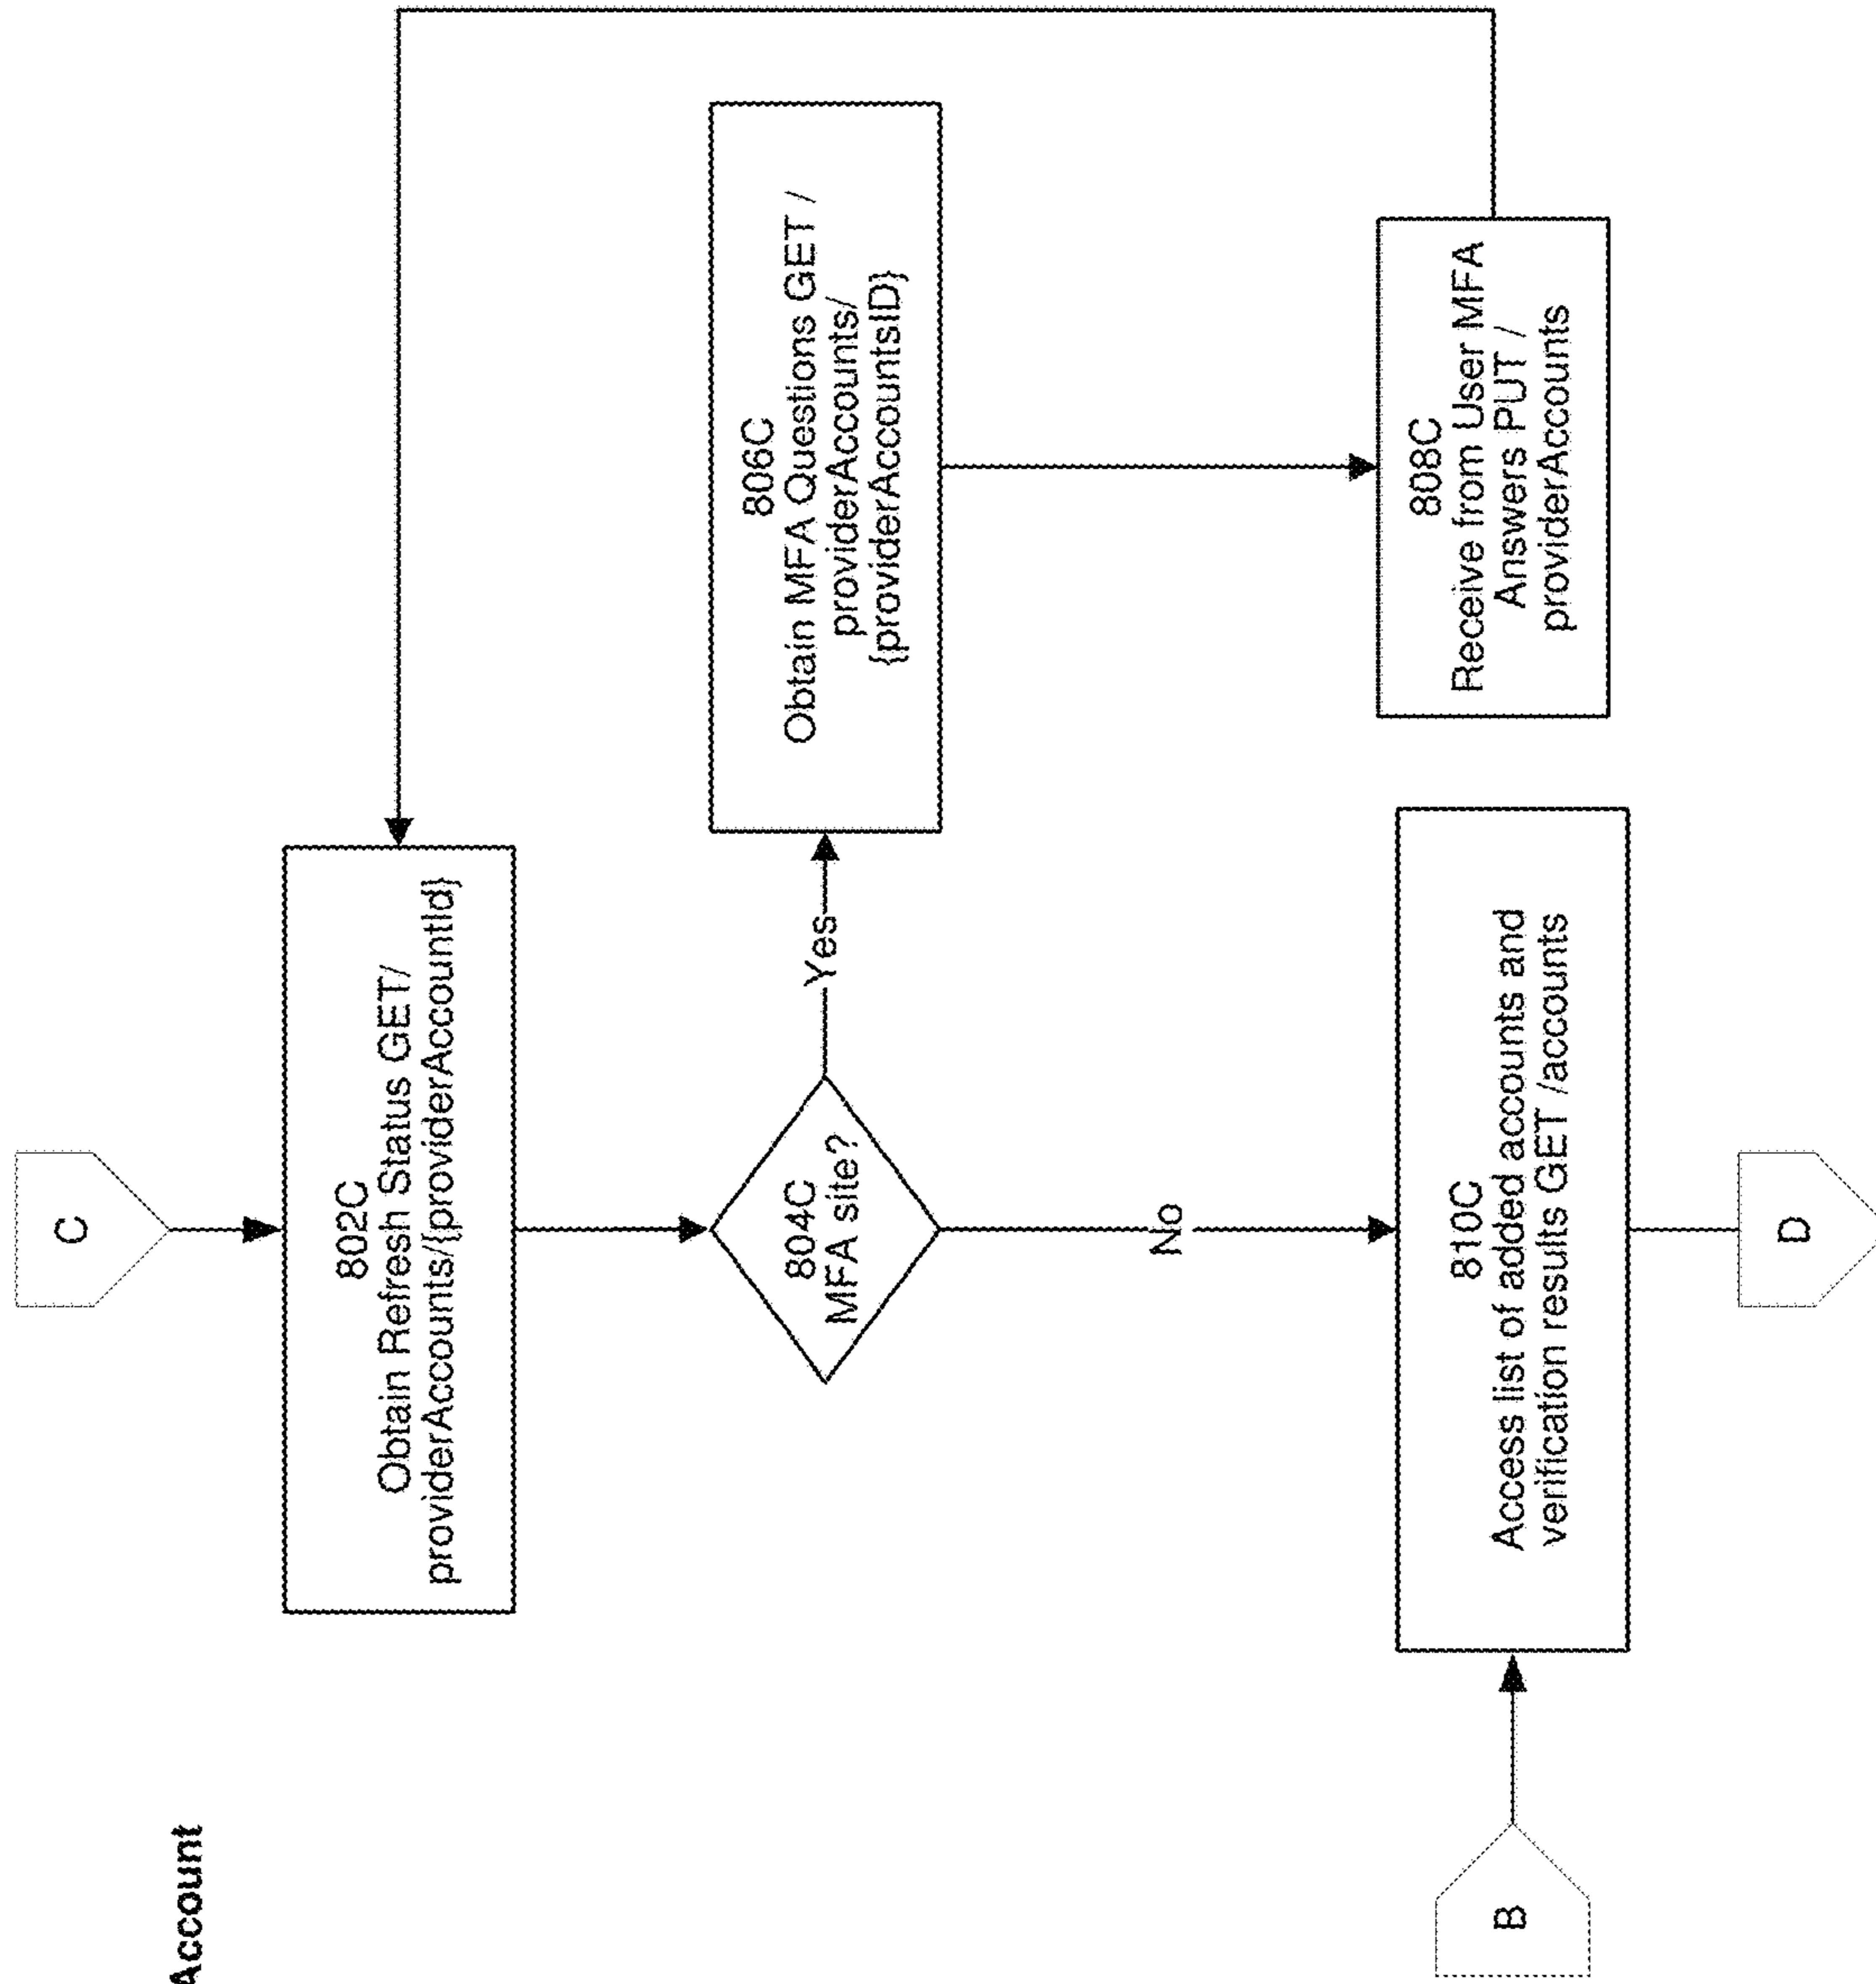 Account
C
802C
Obtain Refresh Status GET/
providerAccounts/{providerAccountId}
804C
MFA site?
Yes
806C
Obtain MFA Questions GET /
providerAccounts/
{providerAccountsID}
808C
Receive from User MFA
Answers PUT /
providerAccounts
No
B
810C
Access list of added accounts and
verification results GET /accounts
D